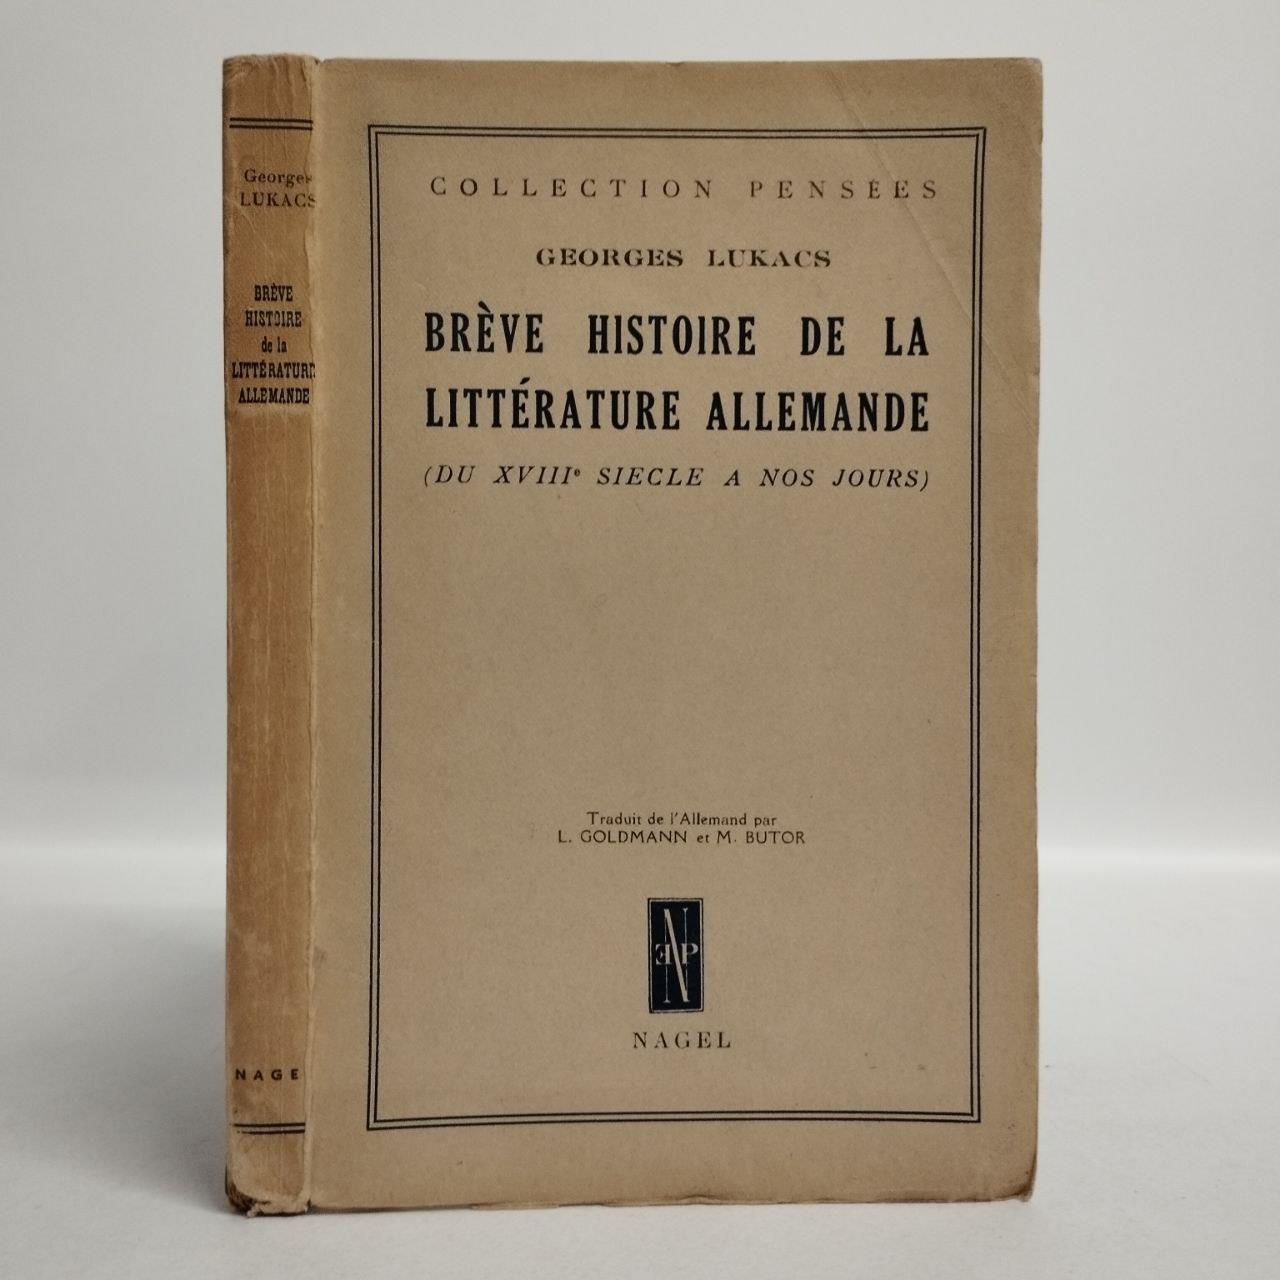 Georges
LUKACS
BRÈVE
HISTOIRE
de la
LITTÉRATURE
ALLEMANDE
NAGE
COLLECTION PENSÉES
GEORGES LUKACS
BRÈVE HISTOIRE DE LA
LITTÉRATURE ALLEMANDE
(DU XVIIIe SIECLE A NOS JOURS)
Traduit de l'Allemand par
L. GOLDMANN et M. BUTOR
ENP
NAGEL